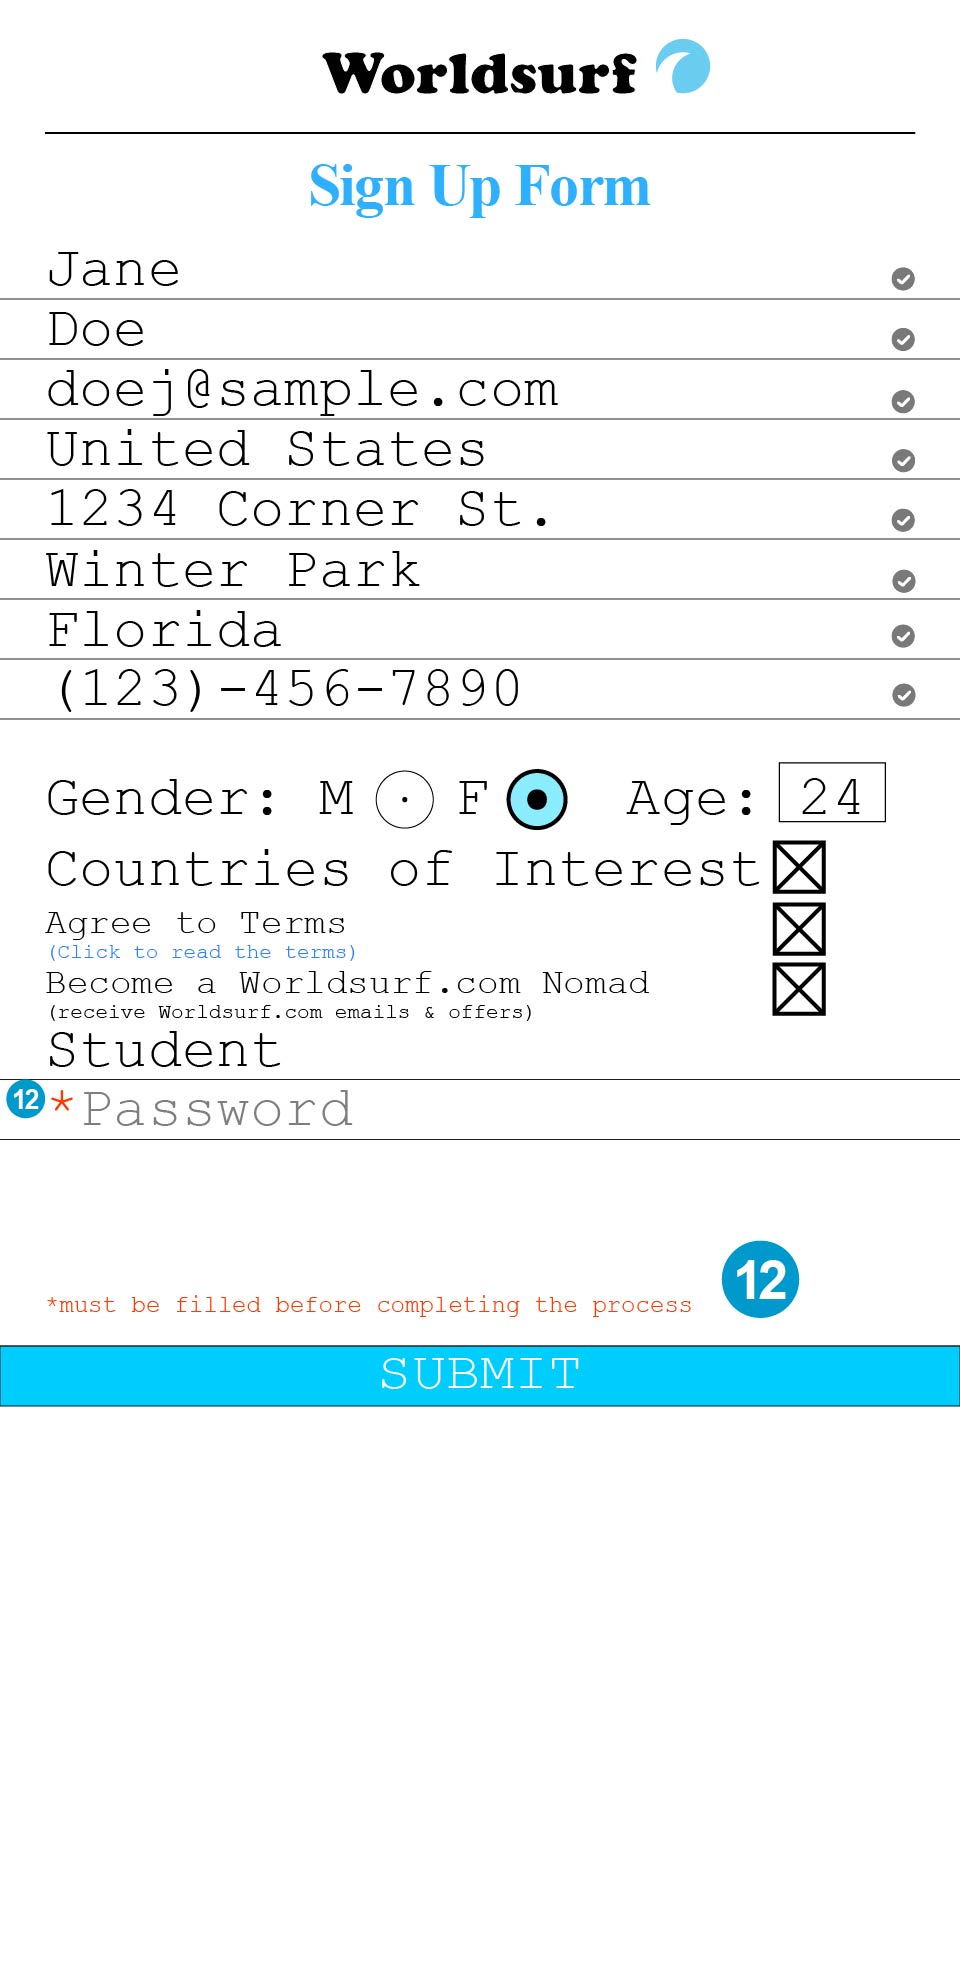 Worldsurf
Sign Up Form
Jane
Doe
doej@sample.com
United States
1234 Corner St.
Winter Park
Florida
(123)-456-7890
Gender: M F Age: 24
Countries of Interest
Agree to Terms
(Click to read the terms)
Become a Worldsurf.com Nomad
(receive Worldsurf.com emails & offers)
Student
12 *Password
*must be filled before completing the process 12
SUBMIT